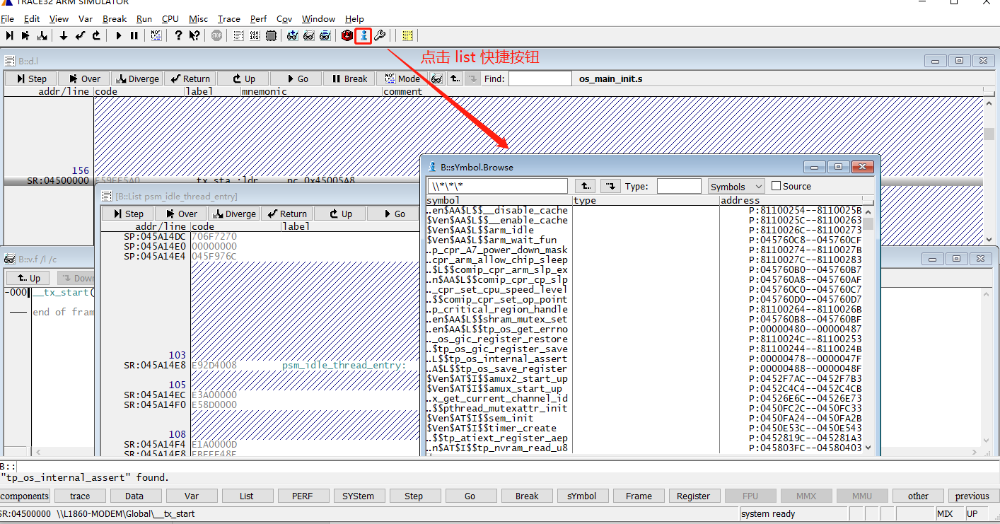 TRACE32 ARM SIMULATOR
File Edit View Var Break Run CPU Misc Trace Perf Cov Window Help
点击 list 快捷按钮
B::d.l
Step Over Diverge Return Up Go Break Mode Find: os_main_init.s
addr/line code label mnemonic comment
156
SR:04500000 E59FF5A0 tx_sta:ldr pc,0x45005A8
[B::List psm_idle_thread_entry]
Step Over Diverge Return Up Go
addr/line code label
SP:045A14DC 706F7270
SP:045A14E0 00000000
SP:045A14E4 045F976C
103
SR:045A14E8 E92D4008 psm_idle_thread_entry:
105
SR:045A14EC E3A00000
SR:045A14F0 E58D0000
108
SR:045A14F4 E1A0000D
B::v.f /l /c
Up Down
-000 __tx_start(
end of fram
B::sYmbol.Browse
\\*\*\* Type: Symbols Source
symbol type address
..en$AA$L$$__disable_cache P:81100254--8110025B
$Ven$AA$L$$__enable_cache P:8110025C--81100263
$Ven$AA$L$$arm_idle P:8110026C--81100273
$Ven$AA$L$$arm_wait_fun P:045760C8--045760CF
..p_cpr_A7_power_down_mask P:81100274--8110027B
..cpr_arm_allow_chip_sleep P:8110027C--81100283
..$L$$comip_cpr_arm_slp_ex P:045760B0--045760B7
..n$AA$L$$comip_cpr_cp_slp P:045760A8--045760AF
.._cpr_set_cpu_speed_level P:045760C0--045760C7
..$$comip_cpr_set_op_point P:045760D0--045760D7
..p_critical_region_handle P:81100264--8110026B
..en$AA$L$$shram_mutex_set P:045760B8--045760BF
..en$AA$L$$tp_os_get_errno P:00000480--00000487
.._os_gic_register_restore P:8110024C--81100253
..$tp_os_gic_register_save P:81100244--8110024B
..L$$tp_os_internal_assert P:00000478--0000047F
..A$L$$tp_os_save_register P:00000488--0000048F
$Ven$AT$I$$amux2_start_up P:0452F7AC--0452F7B3
$Ven$AT$I$$amux_start_up P:0452C4C4--0452C4CB
..x_get_current_channel_id P:04526E6C--04526E73
..$$pthread_mutexattr_init P:0450FC2C--0450FC33
$Ven$AT$I$$sem_init P:0450FA24--0450FA2B
$Ven$AT$I$$timer_create P:0450E53C--0450E543
..$$tp_atiext_register_aep P:0452819C--045281A3
..n$AT$I$$tp_nvram_read_u8 P:045803FC--04580403
B::
"tp_os_internal_assert" found.
components trace Data Var List PERF SYStem Step Go Break sYmbol Frame Register FPU MMX MMU other previous
SR:04500000 \\L1860-MODEM\Global\__tx_start system ready MIX UP